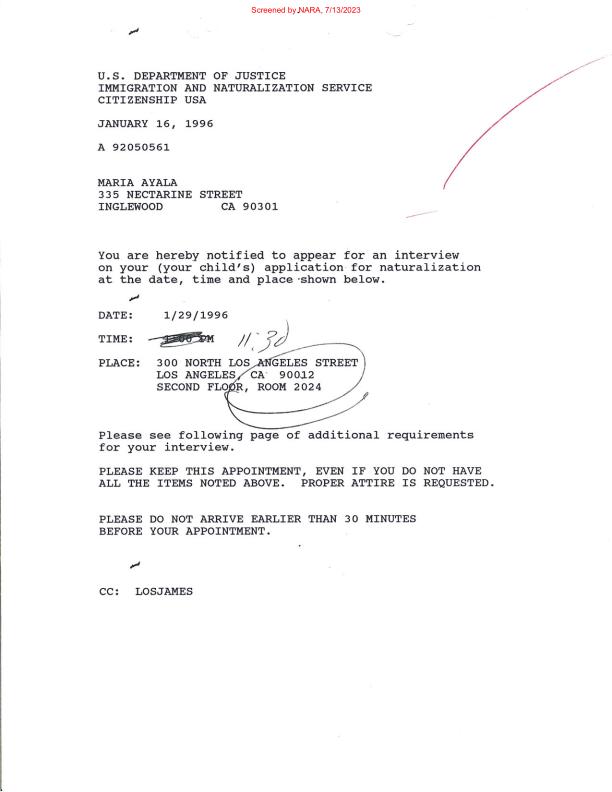 Screened by NARA, 7/13/2023
U.S. DEPARTMENT OF JUSTICE
IMMIGRATION AND NATURALIZATION SERVICE
CITIZENSHIP USA
JANUARY 16, 1996
A 92050561
MARIA AYALA
335 NECTARINE STREET
INGLEWOOD CA 90301
You are hereby notified to appear for an interview
on your (your child's) application for naturalization
at the date, time and place shown below.
DATE: 1/29/1996
TIME: PM 11:30
PLACE: 300 NORTH LOS ANGELES STREET
LOS ANGELES, CA 90012
SECOND FLOOR, ROOM 2024
Please see following page of additional requirements
for your interview.
PLEASE KEEP THIS APPOINTMENT, EVEN IF YOU DO NOT HAVE
ALL THE ITEMS NOTED ABOVE. PROPER ATTIRE IS REQUESTED.
PLEASE DO NOT ARRIVE EARLIER THAN 30 MINUTES
BEFORE YOUR APPOINTMENT.
CC: LOSJAMES